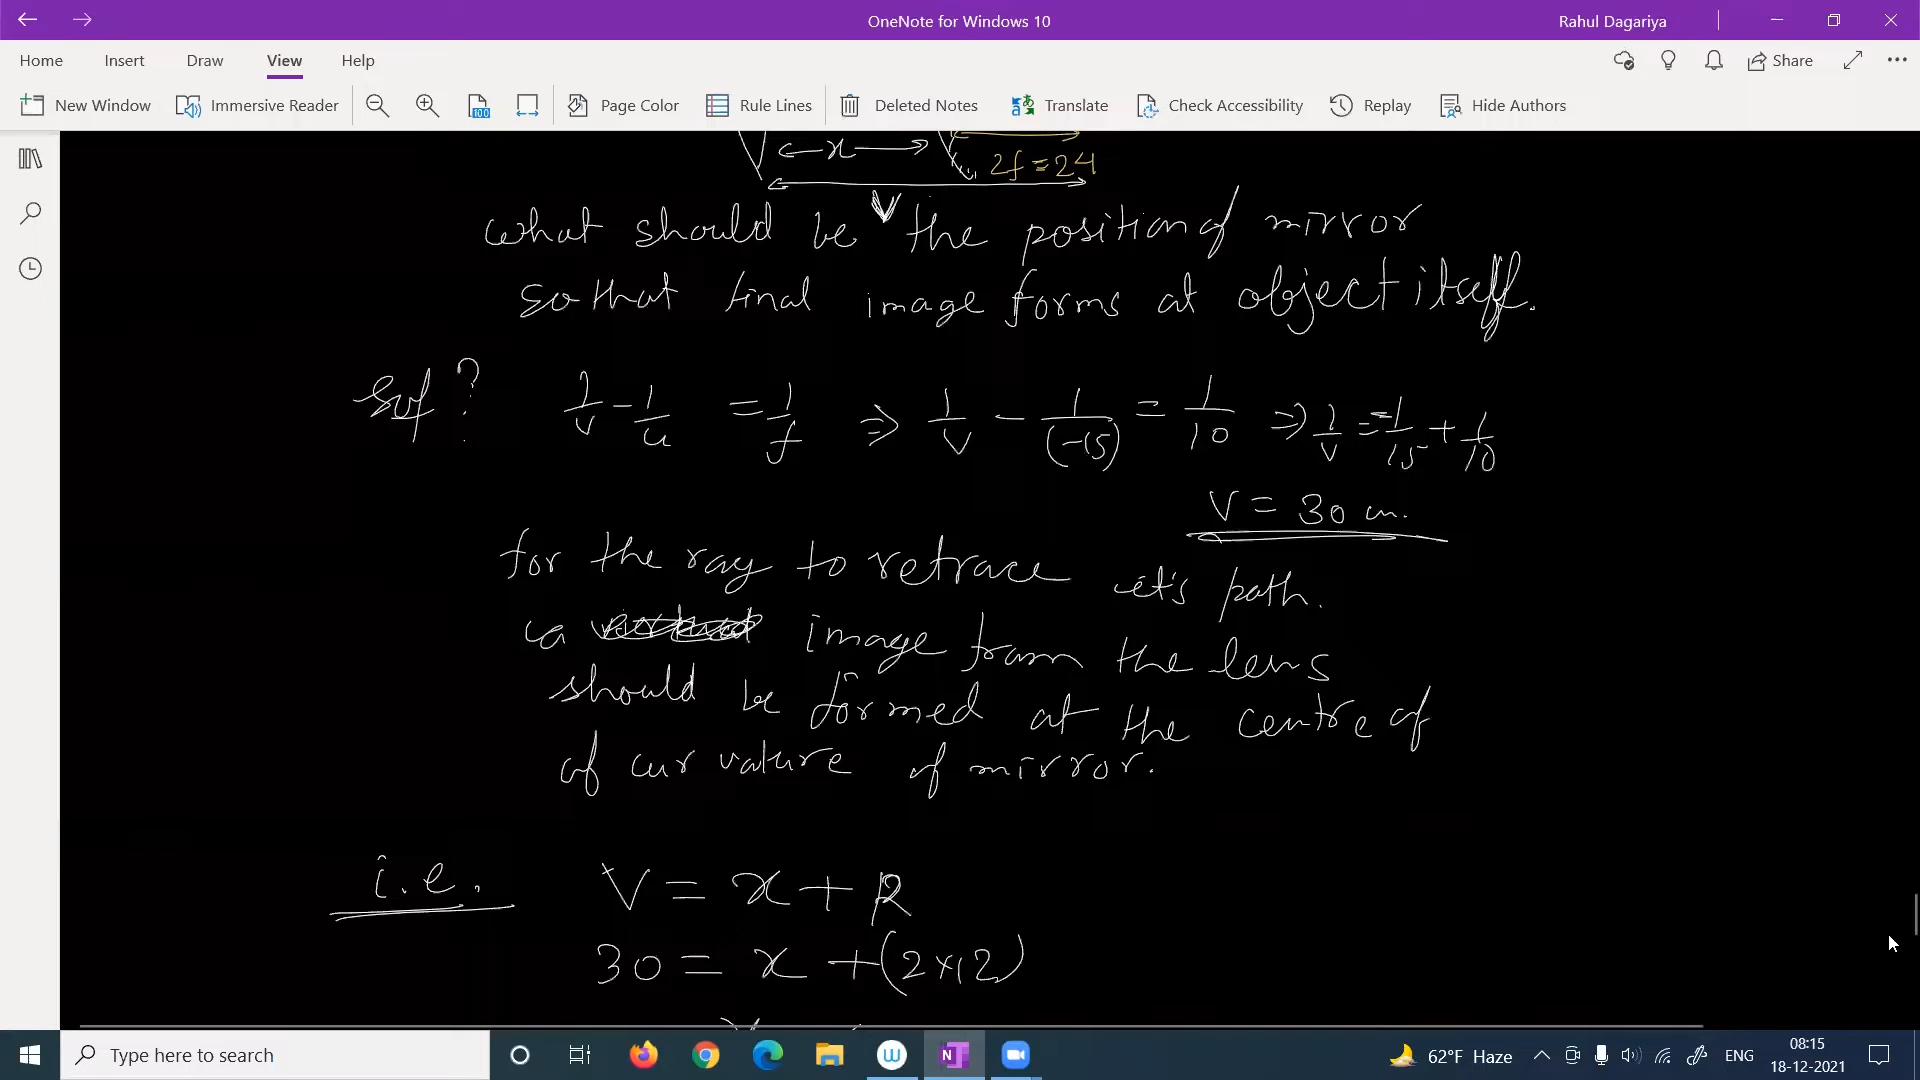 OneNote for Windows 10 Rahul Dagariya
Home Insert Draw View Help Share
New Window Immersive Reader Page Color Rule Lines Deleted Notes Translate Check Accessibility Replay Hide Authors
x 2f = 24
V
what should be the position of mirror
so that final image forms at object itself.
Sol? 1/v - 1/u = 1/f ⇒ 1/v - 1/(-15) = 1/10 ⇒ 1/v = -1/15 + 1/10
V = 30 cm.
for the ray to retrace it's path.
a image from the lens
should be formed at the centre of
of curvature of mirror.
i.e. V = x + R
30 = x + (2×12)
Type here to search 62°F Haze ENG 08:15
18-12-2021